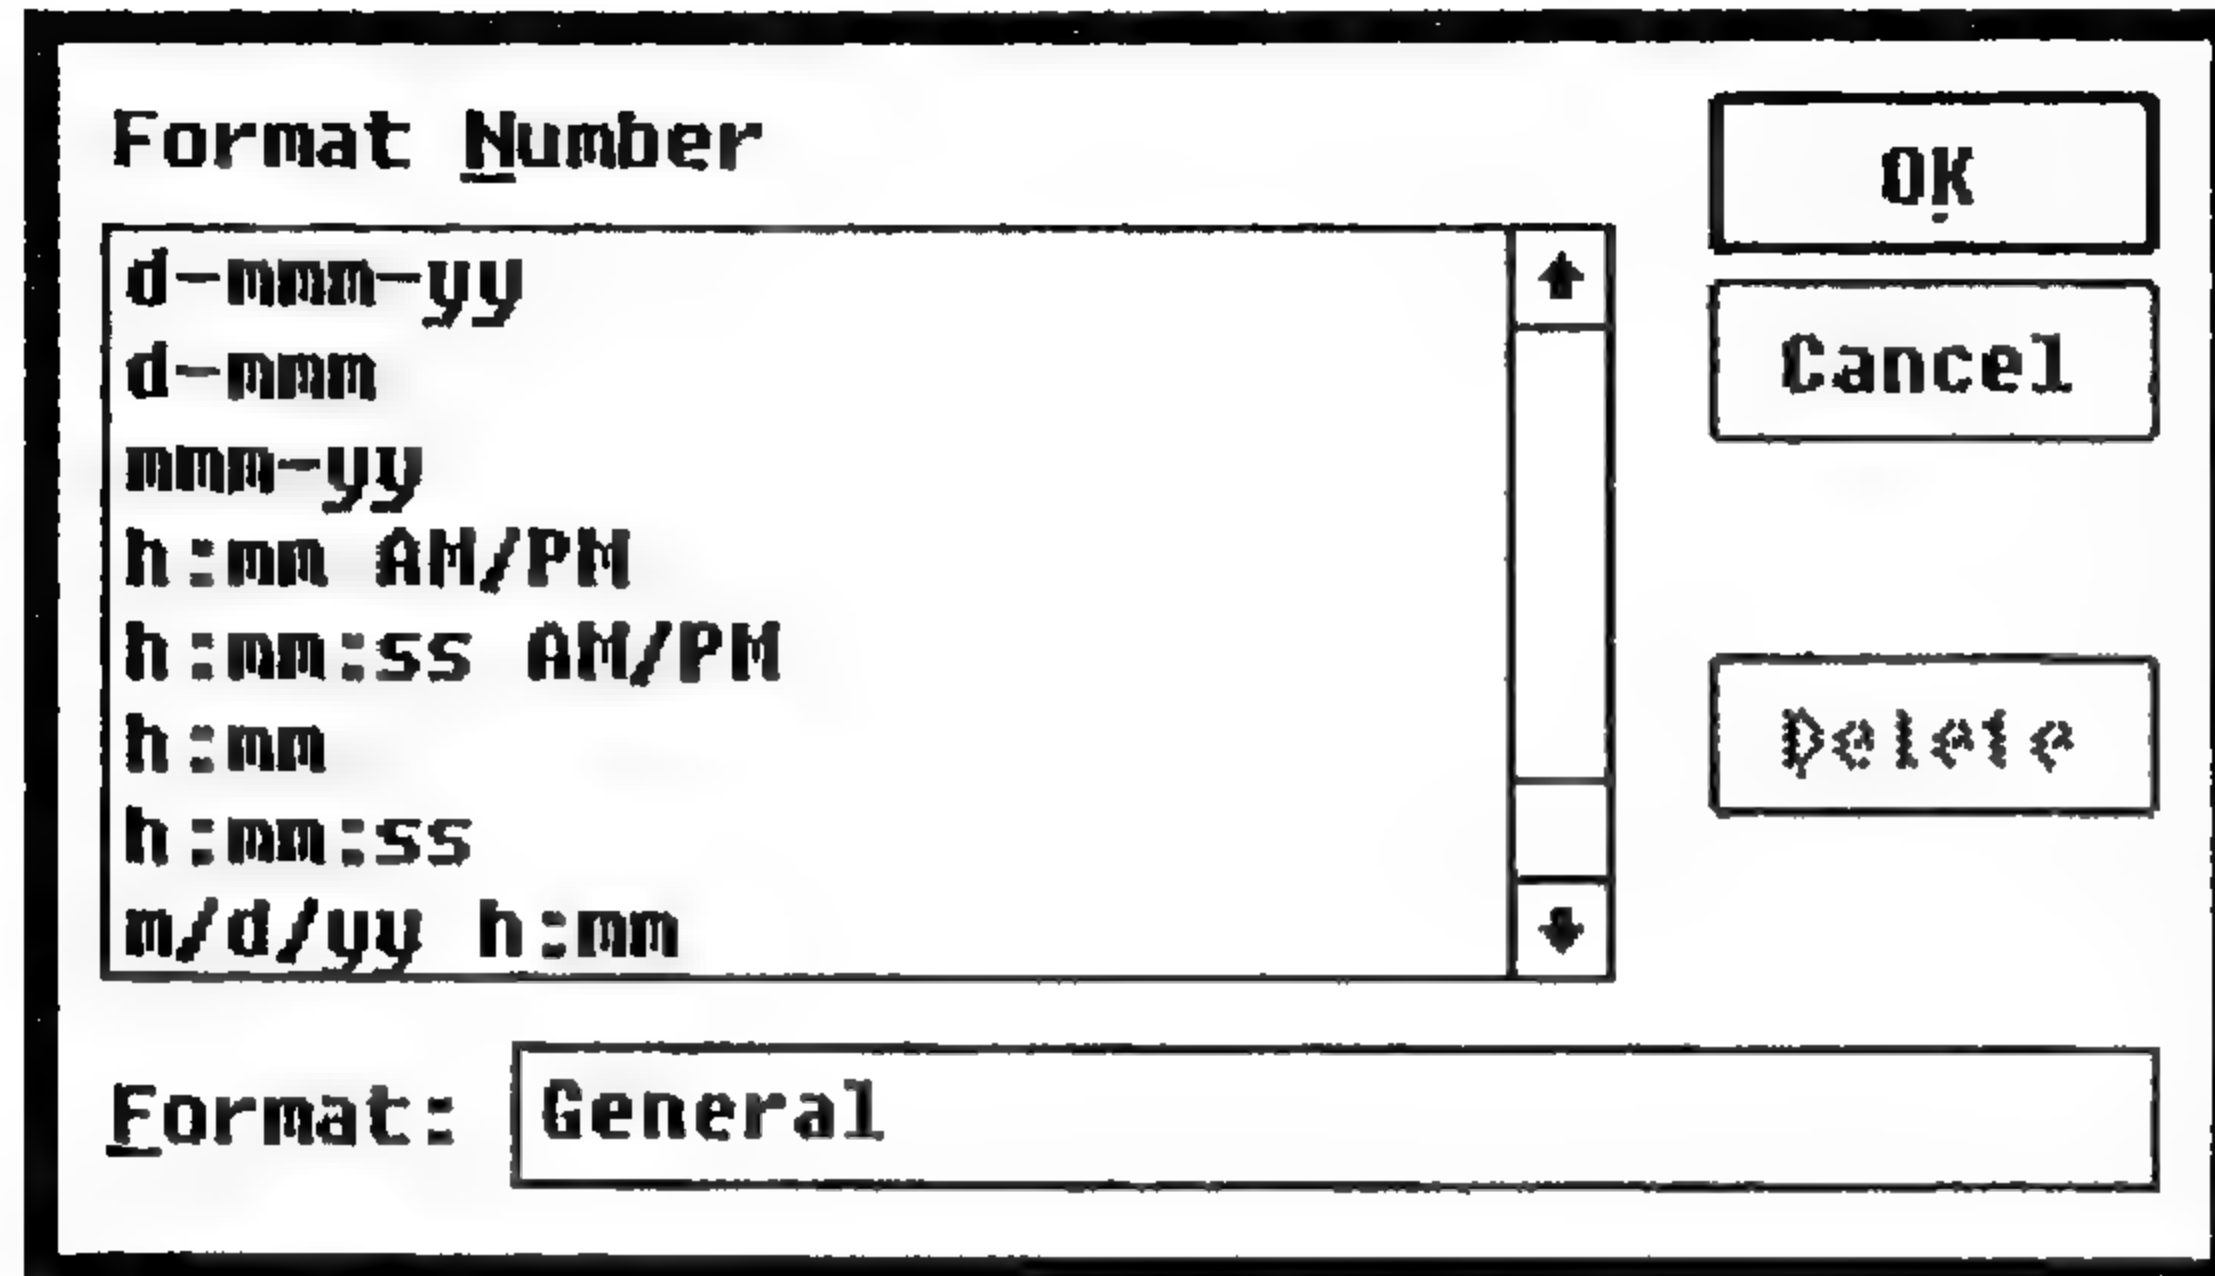 Format Number
OK
d-mmm-yy
Cancel
d-mmm
mmm-yy
h:mm AM/PM
h:mm:ss AM/PM
Delete
h:mm
h:mm:ss
m/d/yy h:mm
Format: General